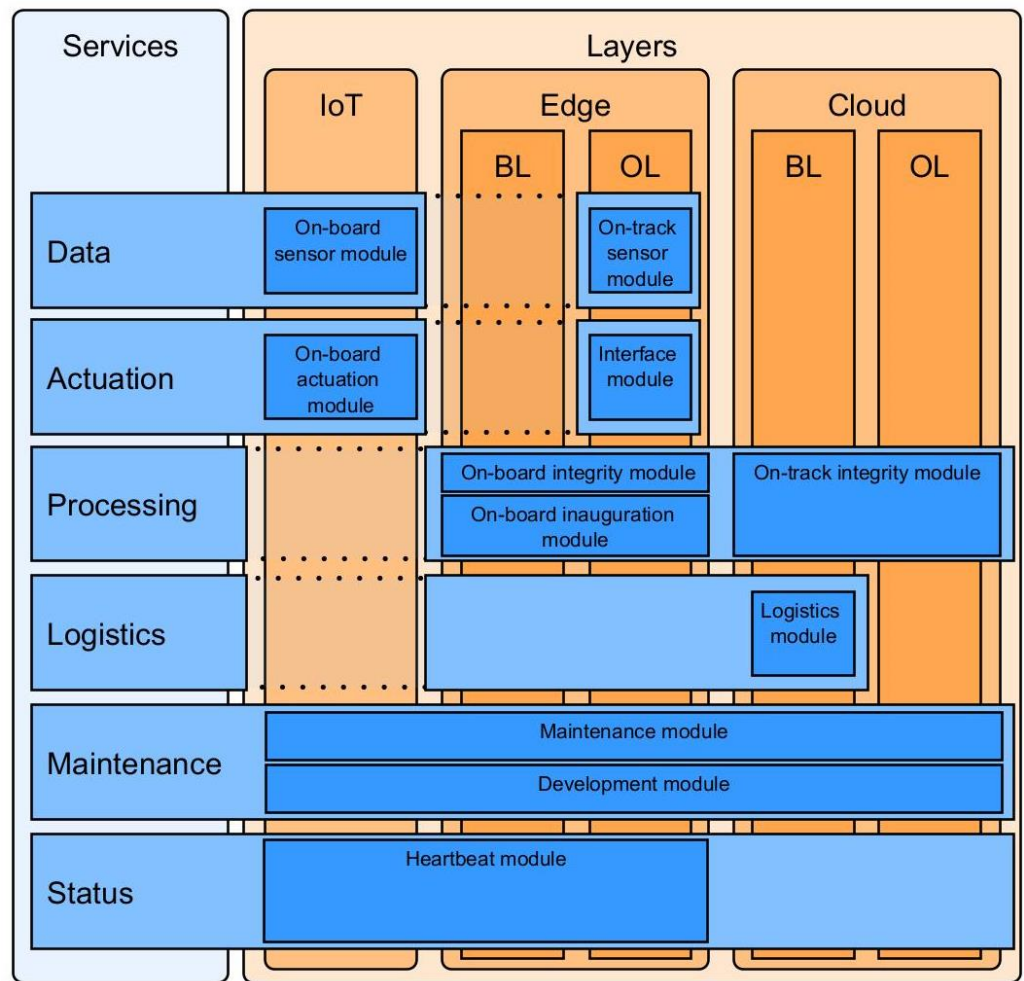 Services
Layers
IoT
Edge
Cloud
BL
OL
BL
OL
Data
On-board
sensor module
On-track
sensor
module
Actuation
On-board
actuation
module
Interface
module
Processing
On-board integrity module
On-board inauguration
module
On-track integrity module
Logistics
Logistics
module
Maintenance
Maintenance module
Development module
Status
Heartbeat module